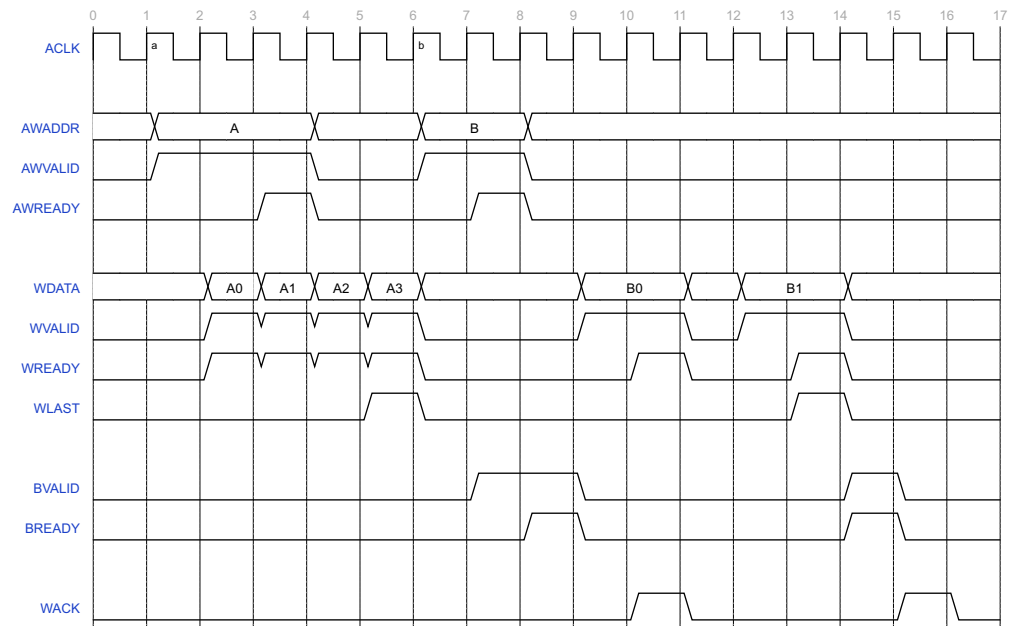 0 1 2 3 4 5 6 7 8 9 10 11 12 13 14 15 16 17
ACLK a b
AWADDR A B
AWVALID
AWREADY
WDATA A0 A1 A2 A3 B0 B1
WVALID
WREADY
WLAST
BVALID
BREADY
WACK